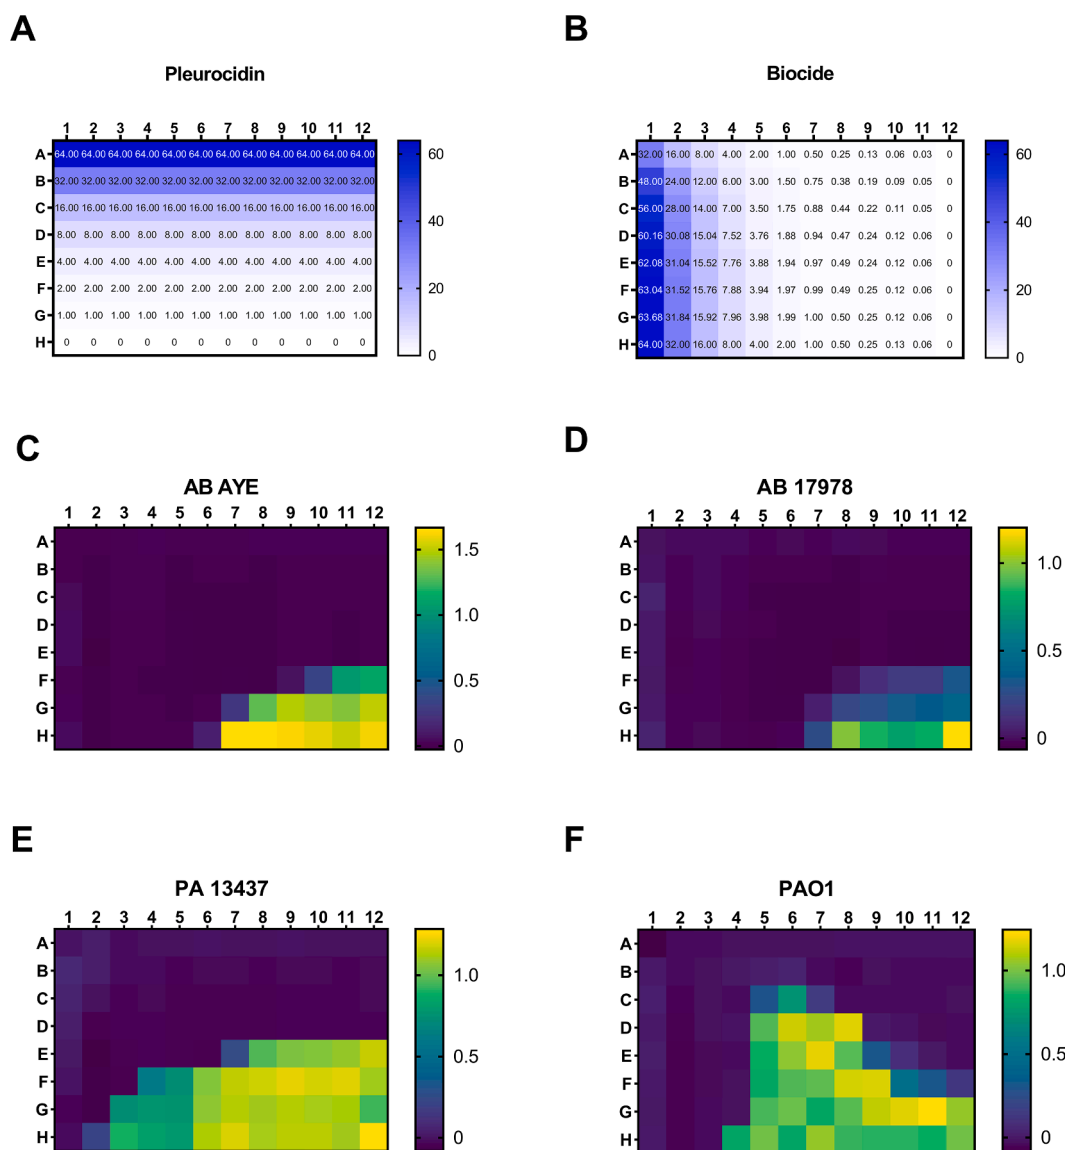 A
B
Pleurocidin
Biocide
1 2 3 4 5 6 7 8 9 10 11 12
A 64.00 64.00 64.00 64.00 64.00 64.00 64.00 64.00 64.00 64.00 64.00 64.00
B 32.00 32.00 32.00 32.00 32.00 32.00 32.00 32.00 32.00 32.00 32.00 32.00
C 16.00 16.00 16.00 16.00 16.00 16.00 16.00 16.00 16.00 16.00 16.00 16.00
D 8.00 8.00 8.00 8.00 8.00 8.00 8.00 8.00 8.00 8.00 8.00 8.00
E 4.00 4.00 4.00 4.00 4.00 4.00 4.00 4.00 4.00 4.00 4.00 4.00
F 2.00 2.00 2.00 2.00 2.00 2.00 2.00 2.00 2.00 2.00 2.00 2.00
G 1.00 1.00 1.00 1.00 1.00 1.00 1.00 1.00 1.00 1.00 1.00 1.00
H 0 0 0 0 0 0 0 0 0 0 0 0
60
40
20
0
1 2 3 4 5 6 7 8 9 10 11 12
A 32.00 16.00 8.00 4.00 2.00 1.00 0.50 0.25 0.13 0.06 0.03 0
B 48.00 24.00 12.00 6.00 3.00 1.50 0.75 0.38 0.19 0.09 0.05 0
C 56.00 28.00 14.00 7.00 3.50 1.75 0.88 0.44 0.22 0.11 0.05 0
D 60.16 30.08 15.04 7.52 3.76 1.88 0.94 0.47 0.24 0.12 0.06 0
E 62.08 31.04 15.52 7.76 3.88 1.94 0.97 0.49 0.24 0.12 0.06 0
F 63.04 31.52 15.76 7.88 3.94 1.97 0.99 0.49 0.25 0.12 0.06 0
G 63.68 31.84 15.92 7.96 3.98 1.99 1.00 0.50 0.25 0.12 0.06 0
H 64.00 32.00 16.00 8.00 4.00 2.00 1.00 0.50 0.25 0.13 0.06 0
60
40
20
0
C
AB AYE
1 2 3 4 5 6 7 8 9 10 11 12
A
B
C
D
E
F
G
H
1.5
1.0
0.5
0
D
AB 17978
1 2 3 4 5 6 7 8 9 10 11 12
A
B
C
D
E
F
G
H
1.0
0.5
0
E
PA 13437
1 2 3 4 5 6 7 8 9 10 11 12
A
B
C
D
E
F
G
H
1.0
0.5
0
F
PAO1
1 2 3 4 5 6 7 8 9 10 11 12
A
B
C
D
E
F
G
H
1.0
0.5
0